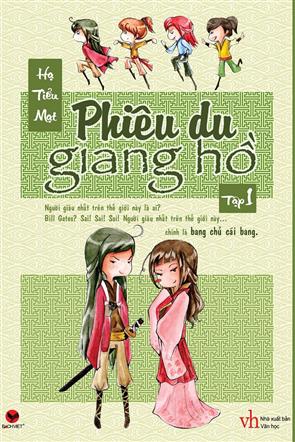 Hạ
Tiểu
Mạt
Phiêu du
giang hồ
Tập 1
Người giàu nhất trên thế giới này là ai?
Bill Gates? Sai! Sai! Sai! Người giàu nhất trên thế giới này...
chính là bang chủ cái bang.
BACHVIET
vh Nhà xuất bản
Văn học